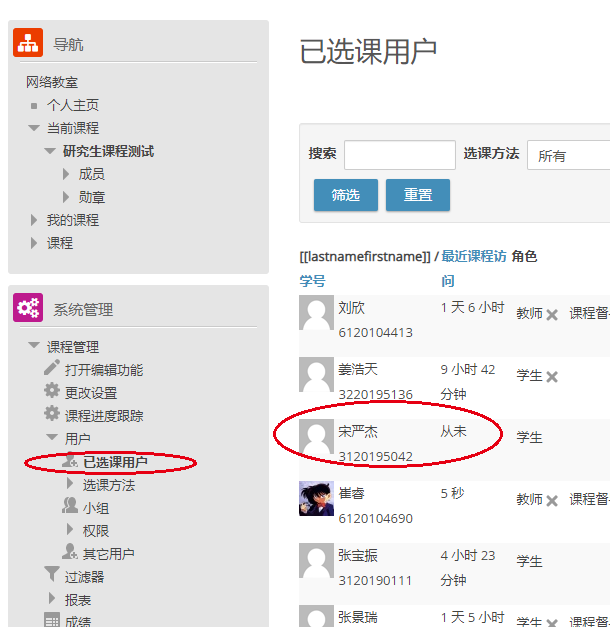 导航
网络教室
个人主页
当前课程
研究生课程测试
成员
勋章
我的课程
课程
系统管理
课程管理
打开编辑功能
更改设置
课程进度跟踪
用户
已选课用户
选课方法
小组
权限
其它用户
过滤器
报表
成绩
已选课用户
搜索 选课方法 所有
筛选 重置
[[lastnamefirstname]] / 最近课程访 角色
学号 问
刘欣 1 天 6 小时 教师 课程督
6120104413
姜浩天 9 小时 42 学生
3220195136 分钟
宋严杰 从未 学生
3120195042
崔睿 5 秒 教师 课程督
6120104690
张宝振 4 小时 23 学生
3120190111 分钟
张景瑞 1 天 5 小时 学生 课程督